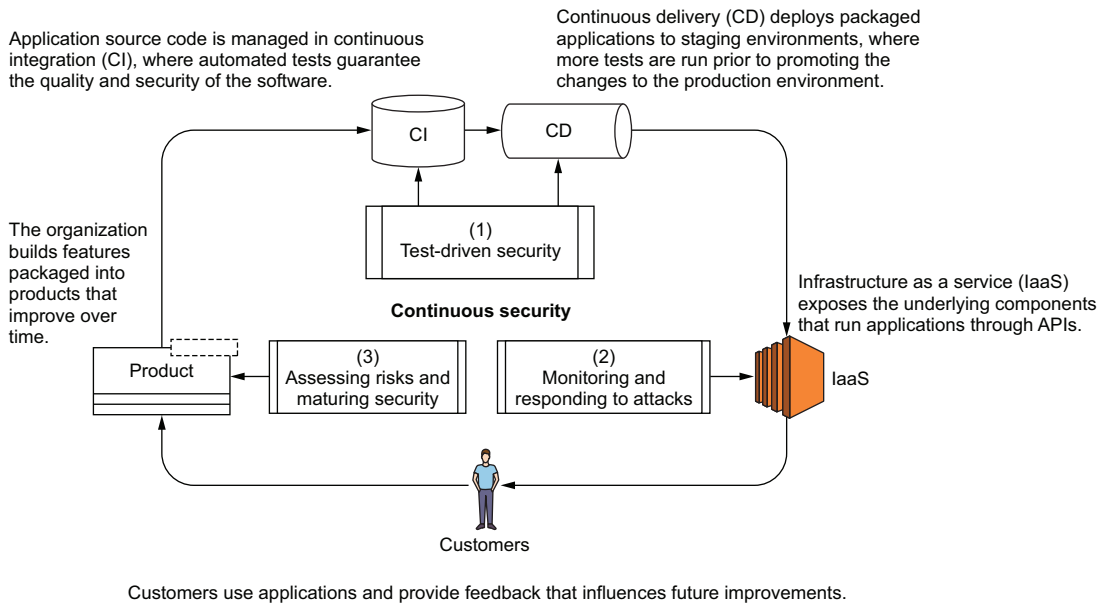 Application source code is managed in continuous
integration (CI), where automated tests guarantee
the quality and security of the software.
Continuous delivery (CD) deploys packaged
applications to staging environments, where
more tests are run prior to promoting the
changes to the production environment.
CI
CD
(1)
Test-driven security
The organization
builds features
packaged into
products that
improve over
time.
Continuous security
Infrastructure as a service (IaaS)
exposes the underlying components
that run applications through APIs.
Product
(3)
Assessing risks and
maturing security
(2)
Monitoring and
responding to attacks
IaaS
Customers
Customers use applications and provide feedback that influences future improvements.